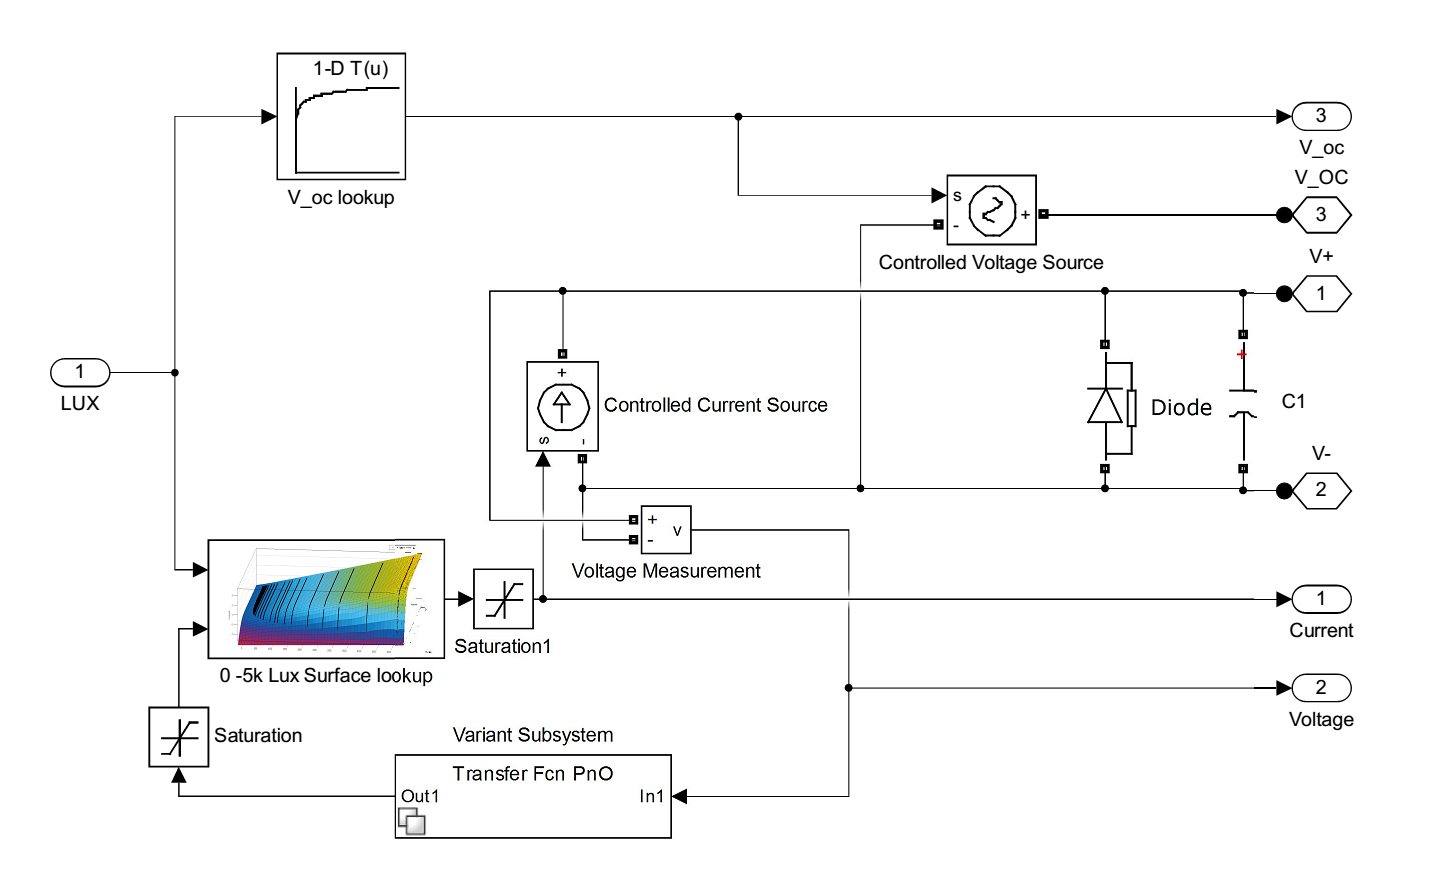 1-D T(u)
V_oc lookup
3
V_oc
V_OC
s
-
+
3
Controlled Voltage Source
V+
1
1
LUX
+
s
-
Controlled Current Source
Diode
+
C1
V-
2
+
-
v
Voltage Measurement
0 -5k Lux Surface lookup
Saturation1
1
Current
2
Voltage
Saturation
Variant Subsystem
Transfer Fcn PnO
Out1
In1